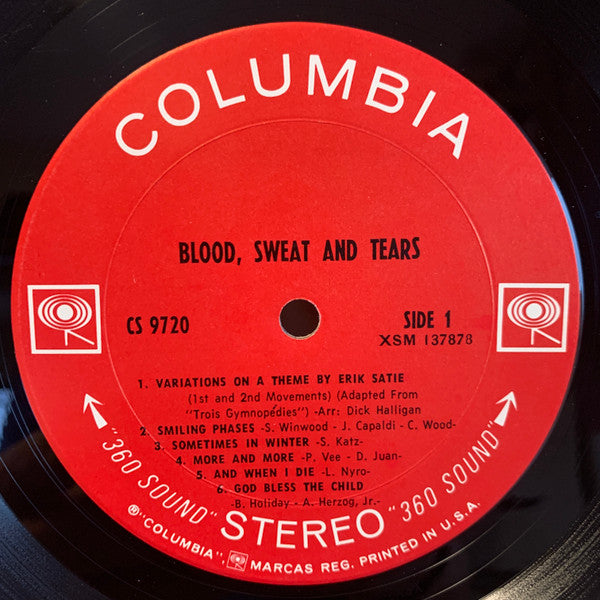 COLUMBIA
BLOOD, SWEAT AND TEARS
CS 9720
SIDE 1
XSM 137878
1. VARIATIONS ON A THEME BY ERIK SATIE
(1st and 2nd Movements) (Adapted From
"Trois Gymnopédies") -Arr: Dick Halligan
2. SMILING PHASES -S. Winwood - J. Capaldi - C. Wood-
3. SOMETIMES IN WINTER -S. Katz-
4. MORE AND MORE -P. Vee - D. Juan-
5. AND WHEN I DIE -L. Nyro-
6. GOD BLESS THE CHILD
-B. Holiday - A. Herzog, Jr.-
"360 SOUND" STEREO "360 SOUND"
®"COLUMBIA", MARCAS REG. PRINTED IN U.S.A.